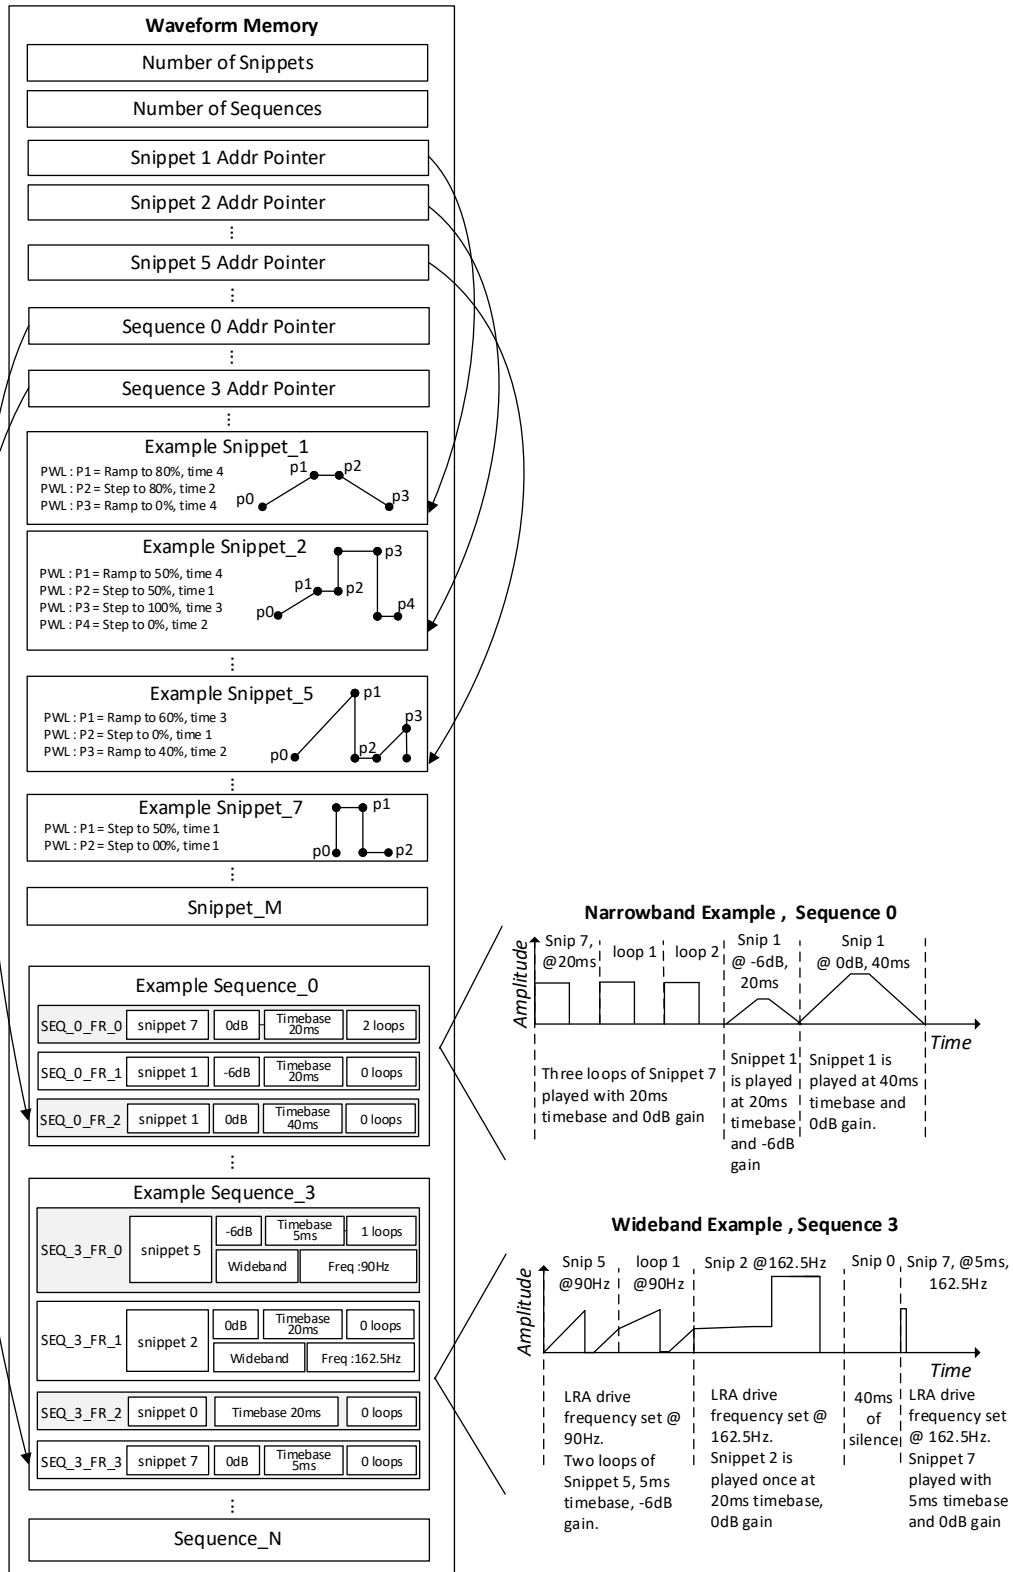 Waveform Memory
Number of Snippets
Number of Sequences
Snippet 1 Addr Pointer
Snippet 2 Addr Pointer
⋮
Snippet 5 Addr Pointer
⋮
Sequence 0 Addr Pointer
⋮
Sequence 3 Addr Pointer
⋮
Example Snippet_1
PWL : P1 = Ramp to 80%, time 4
PWL : P2 = Step to 80%, time 2
PWL : P3 = Ramp to 0%, time 4
p0
p1
p2
p3
Example Snippet_2
PWL : P1 = Ramp to 50%, time 4
PWL : P2 = Step to 50%, time 1
PWL : P3 = Step to 100%, time 3
PWL : P4 = Step to 0%, time 2
p0
p1
p2
p3
p4
⋮
Example Snippet_5
PWL : P1 = Ramp to 60%, time 3
PWL : P2 = Step to 0%, time 1
PWL : P3 = Ramp to 40%, time 2
p0
p1
p2
p3
⋮
Example Snippet_7
PWL : P1 = Step to 50%, time 1
PWL : P2 = Step to 00%, time 1
p0
p1
p2
⋮
Snippet_M
Example Sequence_0
SEQ_0_FR_0 snippet 7 0dB Timebase 20ms 2 loops
SEQ_0_FR_1 snippet 1 -6dB Timebase 20ms 0 loops
SEQ_0_FR_2 snippet 1 0dB Timebase 40ms 0 loops
⋮
Example Sequence_3
SEQ_3_FR_0 snippet 5 -6dB Timebase 5ms 1 loops
Wideband Freq :90Hz
SEQ_3_FR_1 snippet 2 0dB Timebase 20ms 0 loops
Wideband Freq :162.5Hz
SEQ_3_FR_2 snippet 0 Timebase 20ms 0 loops
SEQ_3_FR_3 snippet 7 0dB Timebase 5ms 0 loops
⋮
Sequence_N
Narrowband Example , Sequence 0
Amplitude
Snip 7,
@20ms
loop 1
loop 2
Snip 1
@ -6dB,
20ms
Snip 1
@ 0dB, 40ms
Time
Three loops of Snippet 7
played with 20ms
timebase and 0dB gain
Snippet 1
is played
at 20ms
timebase
and -6dB
gain
Snippet 1 is
played at 40ms
timebase and
0dB gain.
Wideband Example , Sequence 3
Amplitude
Snip 5
@90Hz
loop 1
@90Hz
Snip 2 @162.5Hz
Snip 0
Snip 7, @5ms,
162.5Hz
Time
LRA drive
frequency set @
90Hz.
Two loops of
Snippet 5, 5ms
timebase, -6dB
gain.
LRA drive
frequency set @
162.5Hz.
Snippet 2 is
played once at
20ms timebase,
0dB gain
40ms
of
silence
LRA drive
frequency set
@ 162.5Hz.
Snippet 7
played with
5ms timebase
and 0dB gain